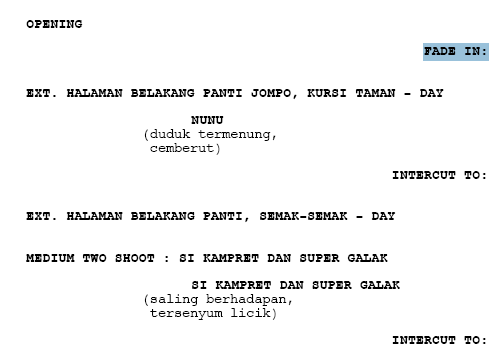 OPENING
FADE IN:
EXT. HALAMAN BELAKANG PANTI JOMPO, KURSI TAMAN – DAY
NUNU
(duduk termenung,
cemberut)
INTERCUT TO:
EXT. HALAMAN BELAKANG PANTI, SEMAK-SEMAK – DAY
MEDIUM TWO SHOOT : SI KAMPRET DAN SUPER GALAK
SI KAMPRET DAN SUPER GALAK
(saling berhadapan,
tersenyum licik)
INTERCUT TO: